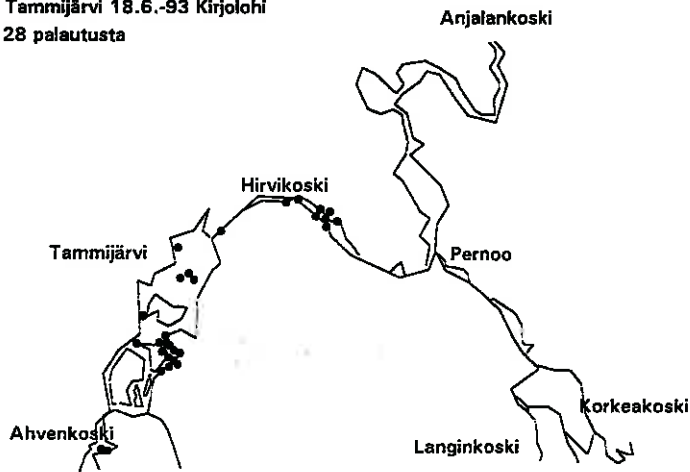 Tammijärvi 18.6.-93 Kirjolohi
28 palautusta
Anjalankoski
Hirvikoski
Tammijärvi
Pernoo
Korkeakoski
Ahvenkoski
Langinkoski